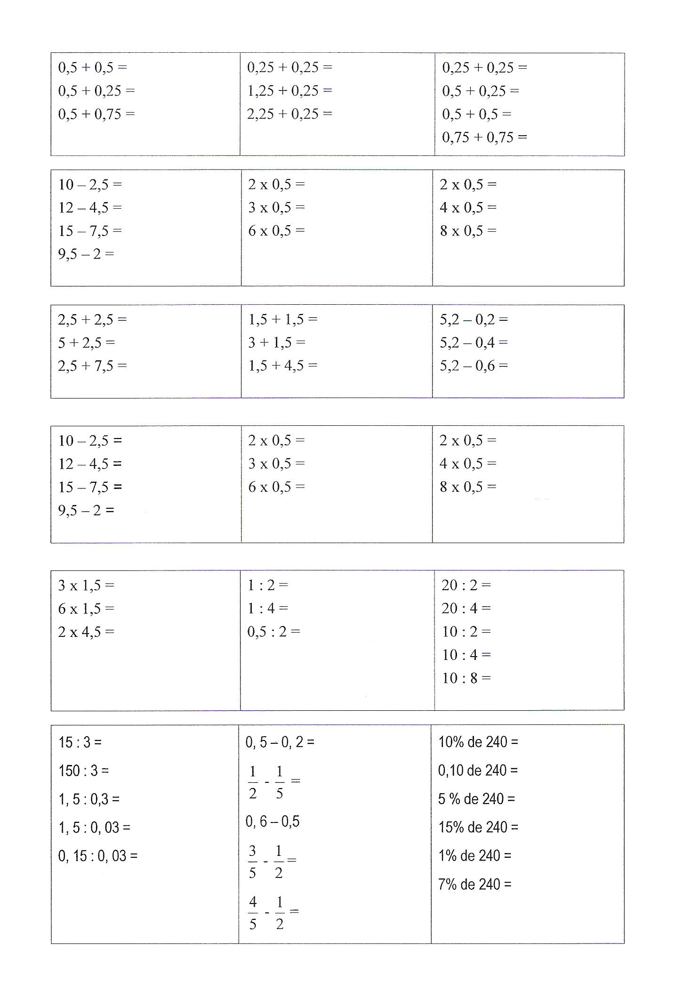 0,5 + 0,5 =
0,5 + 0,25 =
0,5 + 0,75 =
0,25 + 0,25 =
1,25 + 0,25 =
2,25 + 0,25 =
0,25 + 0,25 =
0,5 + 0,25 =
0,5 + 0,5 =
0,75 + 0,75 =
10 – 2,5 =
12 – 4,5 =
15 – 7,5 =
9,5 – 2 =
2 x 0,5 =
3 x 0,5 =
6 x 0,5 =
2 x 0,5 =
4 x 0,5 =
8 x 0,5 =
2,5 + 2,5 =
5 + 2,5 =
2,5 + 7,5 =
1,5 + 1,5 =
3 + 1,5 =
1,5 + 4,5 =
5,2 – 0,2 =
5,2 – 0,4 =
5,2 – 0,6 =
10 – 2,5 =
12 – 4,5 =
15 – 7,5 =
9,5 – 2 =
2 x 0,5 =
3 x 0,5 =
6 x 0,5 =
2 x 0,5 =
4 x 0,5 =
8 x 0,5 =
3 x 1,5 =
6 x 1,5 =
2 x 4,5 =
1 : 2 =
1 : 4 =
0,5 : 2 =
20 : 2 =
20 : 4 =
10 : 2 =
10 : 4 =
10 : 8 =
15 : 3 =
150 : 3 =
1, 5 : 0,3 =
1, 5 : 0, 03 =
0, 15 : 0, 03 =
0, 5 – 0, 2 =
1/2 - 1/5 =
0, 6 – 0,5
3/5 - 1/2 =
4/5 - 1/2 =
10% de 240 =
0,10 de 240 =
5 % de 240 =
15% de 240 =
1% de 240 =
7% de 240 =